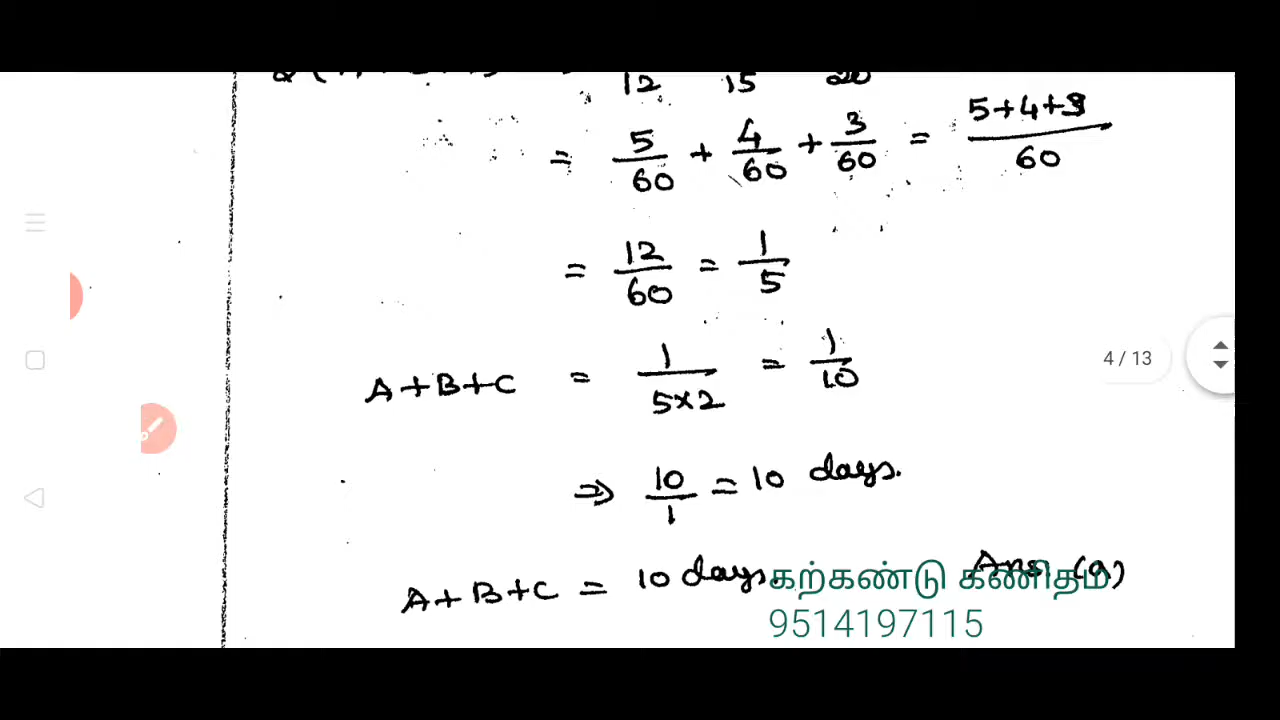 12 15 20
= 5/60 + 4/60 + 3/60 = 5+4+3/60
= 12/60 = 1/5
A+B+C = 1/5×2 = 1/10
4 / 13
⇒ 10/1 = 10 days.
A+B+C = 10 days. Ans (a)
கற்கண்டு கணிதம்
9514197115